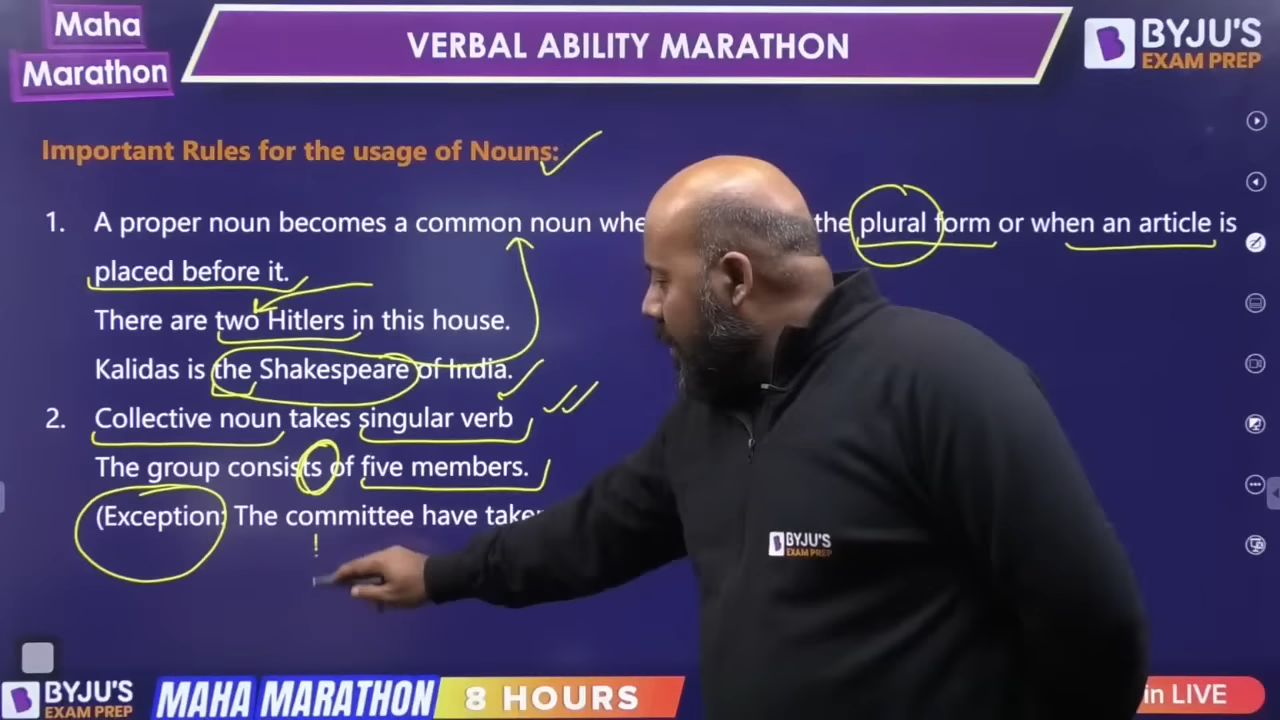 Maha
Marathon
VERBAL ABILITY MARATHON
BYJU'S
EXAM PREP
Important Rules for the usage of Nouns:
1. A proper noun becomes a common noun the plural form or when an article is
placed before it.
There are two Hitlers in this house.
Kalidas is the Shakespeare of India.
2. Collective noun takes singular verb
The group consists of five members.
(Exception: The committee have
BYJU'S
EXAM PREP
BYJU'S
EXAM PREP
MAHA MARATHON
8 HOURS
in LIVE